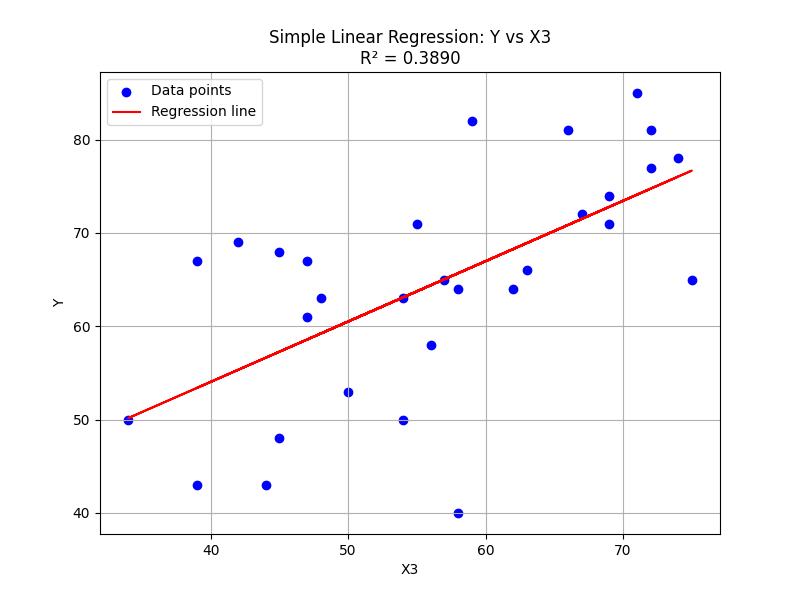 Simple Linear Regression: Y vs X3
R² = 0.3890
Data points
Regression line
80
70
60
50
40
Y
40 50 60 70
X3